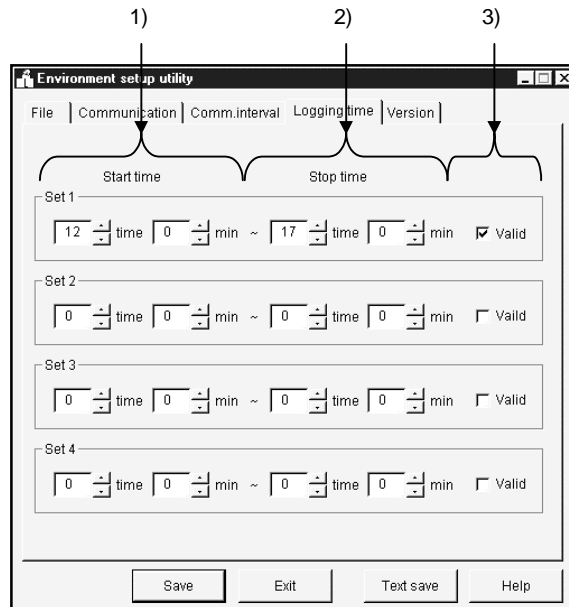 1) 2) 3)
Environment setup utility
File Communication Comm.interval Logging time Version
Start time Stop time
Set 1
12 time 0 min ~ 17 time 0 min Valid
Set 2
0 time 0 min ~ 0 time 0 min Vaild
Set 3
0 time 0 min ~ 0 time 0 min Valid
Set 4
0 time 0 min ~ 0 time 0 min Valid
Save Exit Text save Help